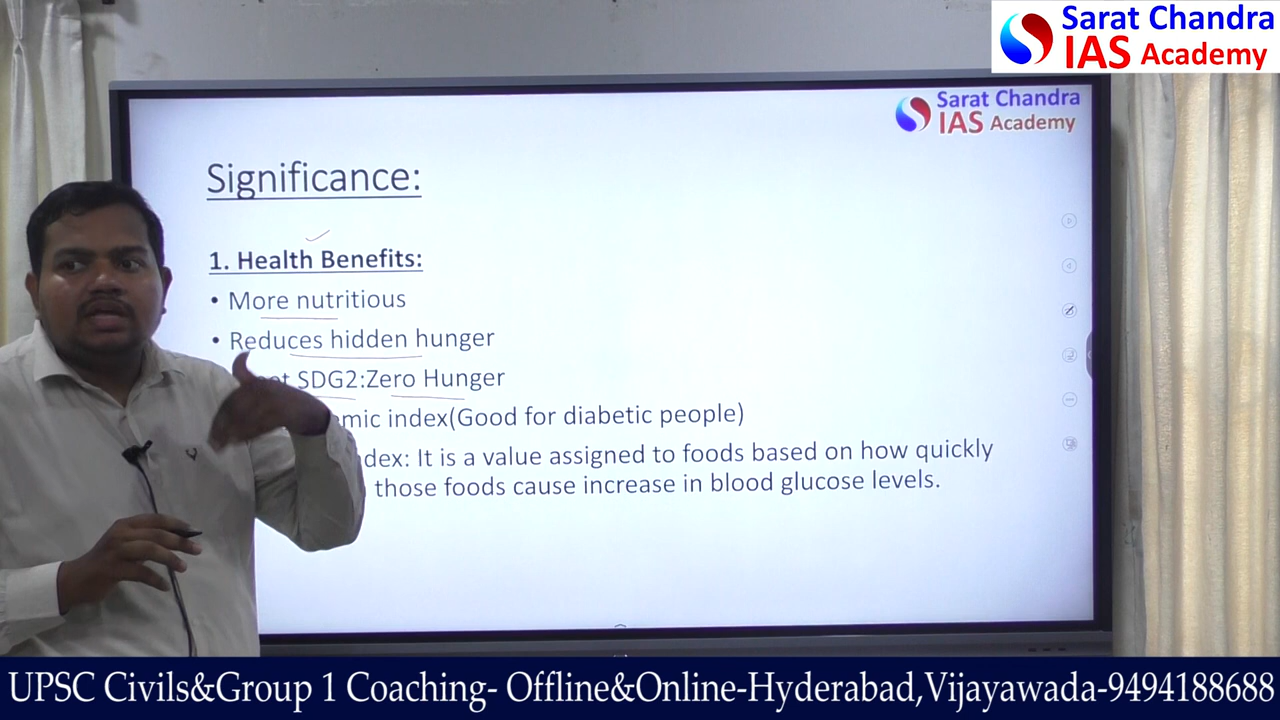 Sarat Chandra
IAS Academy
Sarat Chandra
IAS Academy
Significance:
1. Health Benefits:
• More nutritious
• Reduces hidden hunger
SDG2:Zero Hunger
index(Good for diabetic people)
It is a value assigned to foods based on how quickly
those foods cause increase in blood glucose levels.
UPSC Civils&Group 1 Coaching- Offline&Online-Hyderabad,Vijayawada-9494188688